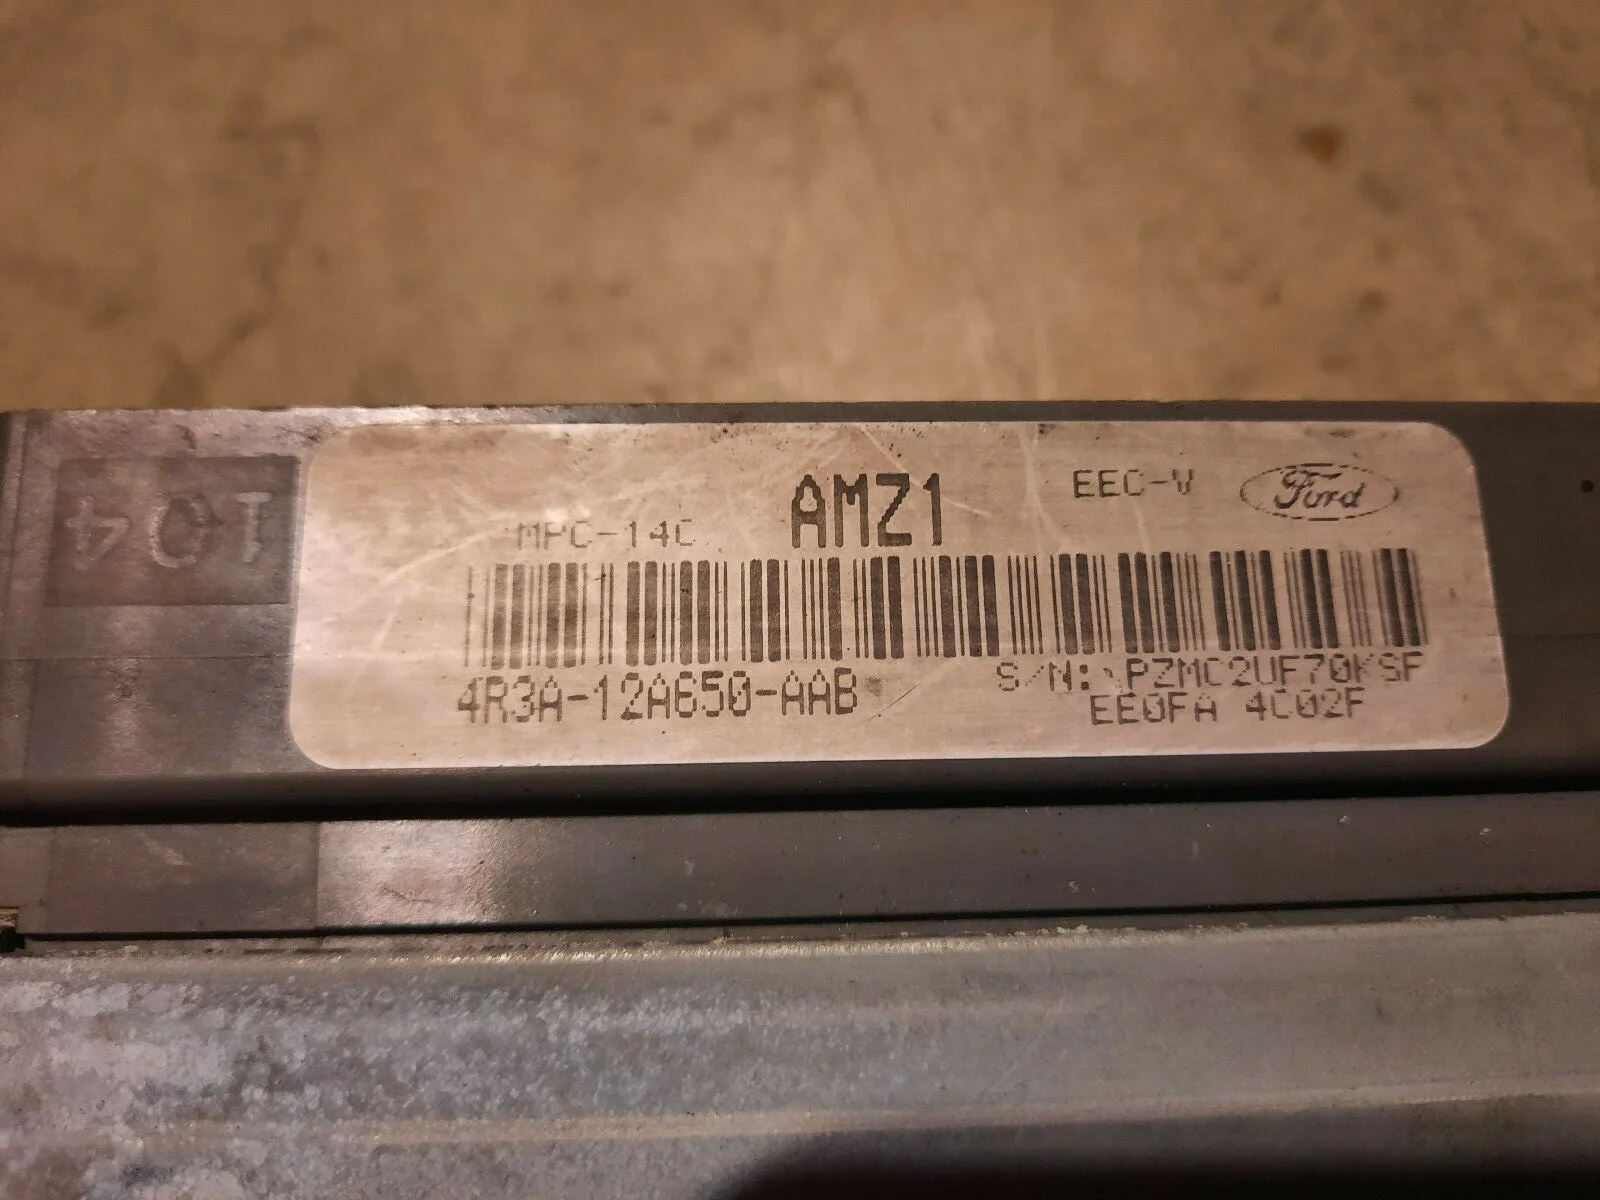 104
AMZ1
EEC-V
Ford
MPC-14C
4R3A-12A650-AAB
S/N: PZMC2UF70KSF
EE0FA 4C02F